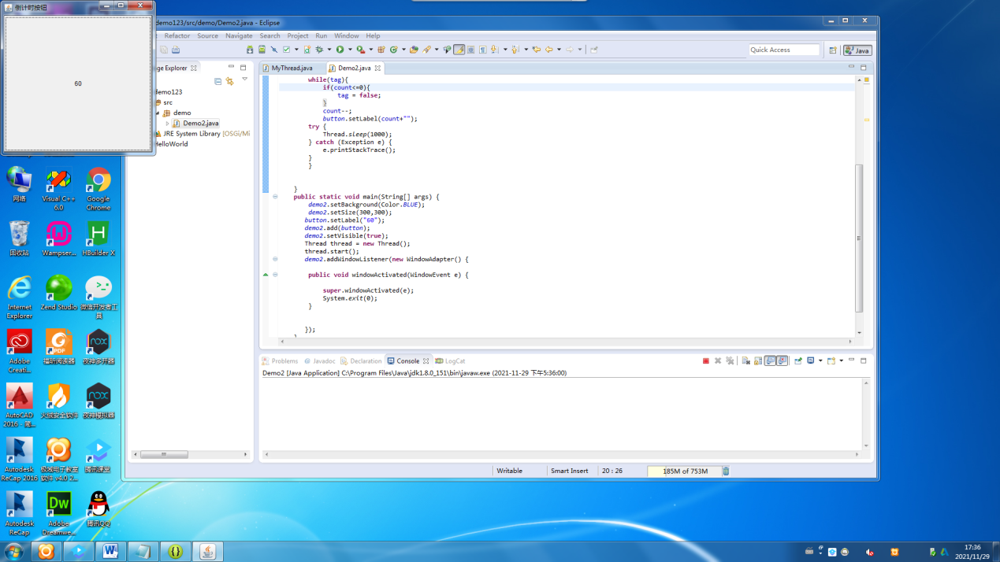 倒计时按钮
60
demo123/src/demo/Demo2.java - Eclipse
Refactor Source Navigate Search Project Run Window Help
Quick Access
Java
ge Explorer
MyThread.java
Demo2.java
demo123
src
demo
Demo2.java
JRE System Library [OSGi/Mi
HelloWorld
while(tag){
if(count<=0){
tag = false;
}
count--;
button.setLabel(count+"");
try {
Thread.sleep(1000);
} catch (Exception e) {
e.printStackTrace();
}
}
}
public static void main(String[] args) {
demo2.setBackground(Color.BLUE);
demo2.setSize(300,300);
button.setLabel("60");
demo2.add(button);
demo2.setVisible(true);
Thread thread = new Thread();
thread.start();
demo2.addWindowListener(new WindowAdapter() {
public void windowActivated(WindowEvent e) {
super.windowActivated(e);
System.exit(0);
}
});
Problems @ Javadoc Declaration Console LogCat
Demo2 [Java Application] C:\Program Files\Java\jdk1.8.0_151\bin\javaw.exe (2021-11-29 下午5:36:00)
Writable
Smart Insert
20 : 26
185M of 753M
网络
Visual C++ 6.0
Google Chrome
回收站
Wampser...
HBuilder X
Internet Explorer
Zend Studio
微信开发者工具
Adobe Creati...
福昕阅读器
PDF
夜神多开器
AutoCAD 2016 - 简...
火绒安全软件
夜神模拟器
Autodesk ReCap 2016
极域电子教室软件 v4.0 2...
腾讯课堂
Autodesk ReCap
Adobe Dreamwe...
腾讯QQ
17:36
2021/11/29